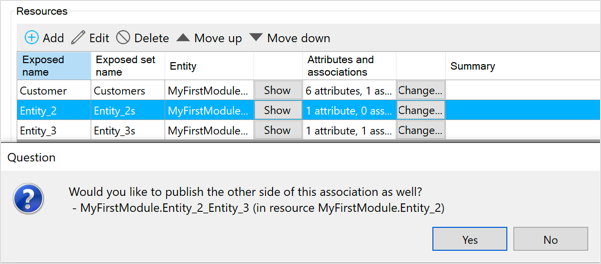 Resources
Add Edit Delete Move up Move down
Exposed name Exposed set name Entity Attributes and associations Summary
Customer Customers MyFirstModule... Show 6 attributes, 1 as... Change...
Entity_2 Entity_2s MyFirstModule... Show 1 attribute, 0 ass... Change...
Entity_3 Entity_3s MyFirstModule... Show 1 attribute, 1 ass... Change...
Question
Would you like to publish the other side of this association as well?
- MyFirstModule.Entity_2_Entity_3 (in resource MyFirstModule.Entity_2)
Yes No